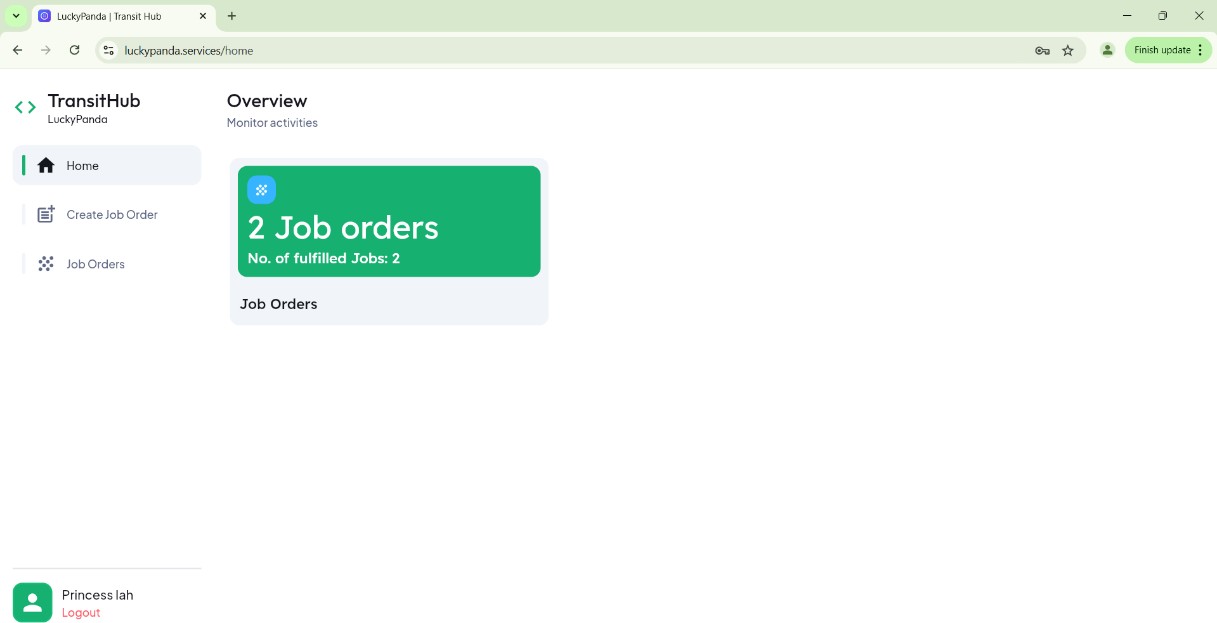 LuckyPanda | Transit Hub
luckypanda.services/home
Finish update
TransitHub
LuckyPanda
Home
Create Job Order
Job Orders
Overview
Monitor activities
2 Job orders
No. of fulfilled Jobs: 2
Job Orders
Princess Iah
Logout